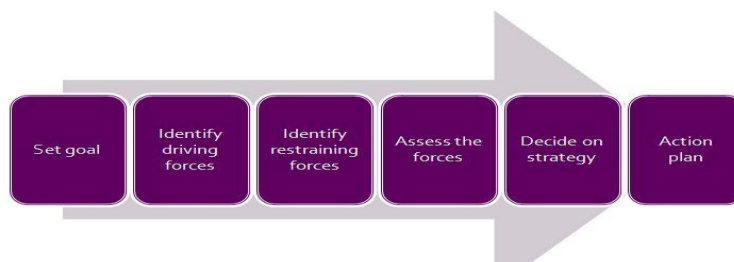 Set goal
Identify
driving
forces
Identify
restraining
forces
Assess the
forces
Decide on
strategy
Action
plan